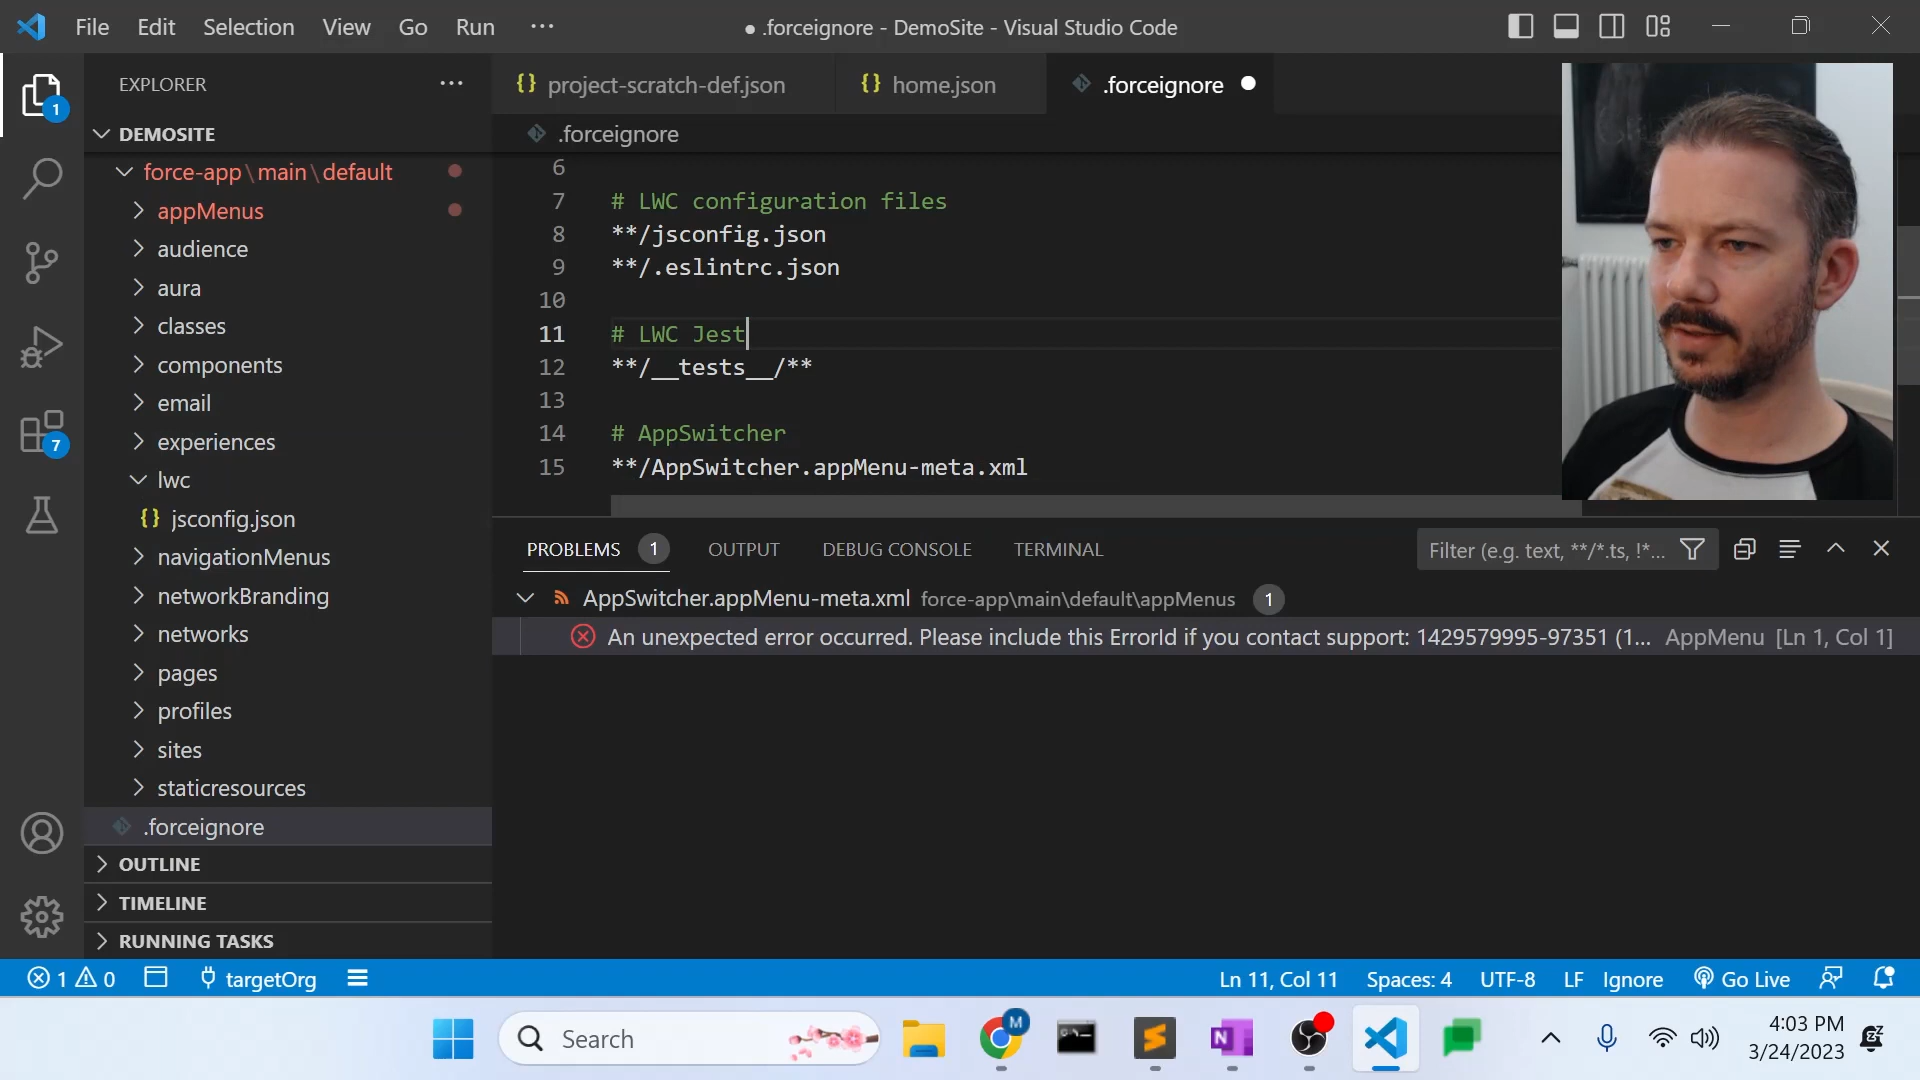 File Edit Selection View Go Run ···
● .forceignore - DemoSite - Visual Studio Code
EXPLORER ···
1
DEMOSITE
force-app\main\default
appMenus
audience
aura
classes
components
email
7
experiences
lwc
{} jsconfig.json
navigationMenus
networkBranding
networks
pages
profiles
sites
staticresources
.forceignore
OUTLINE
TIMELINE
RUNNING TASKS
{} project-scratch-def.json {} home.json .forceignore ●
.forceignore
6
7 # LWC configuration files
8 **/jsconfig.json
9 **/.eslintrc.json
10
11 # LWC Jest
12 **/__tests__/**
13
14 # AppSwitcher
15 **/AppSwitcher.appMenu-meta.xml
PROBLEMS 1 OUTPUT DEBUG CONSOLE TERMINAL Filter (e.g. text, **/*.ts, !*...
AppSwitcher.appMenu-meta.xml force-app\main\default\appMenus 1
An unexpected error occurred. Please include this ErrorId if you contact support: 1429579995-97351 (1... AppMenu [Ln 1, Col 1]
1 0 targetOrg Ln 11, Col 11 Spaces: 4 UTF-8 LF Ignore Go Live
Search M N 4:03 PM
3/24/2023